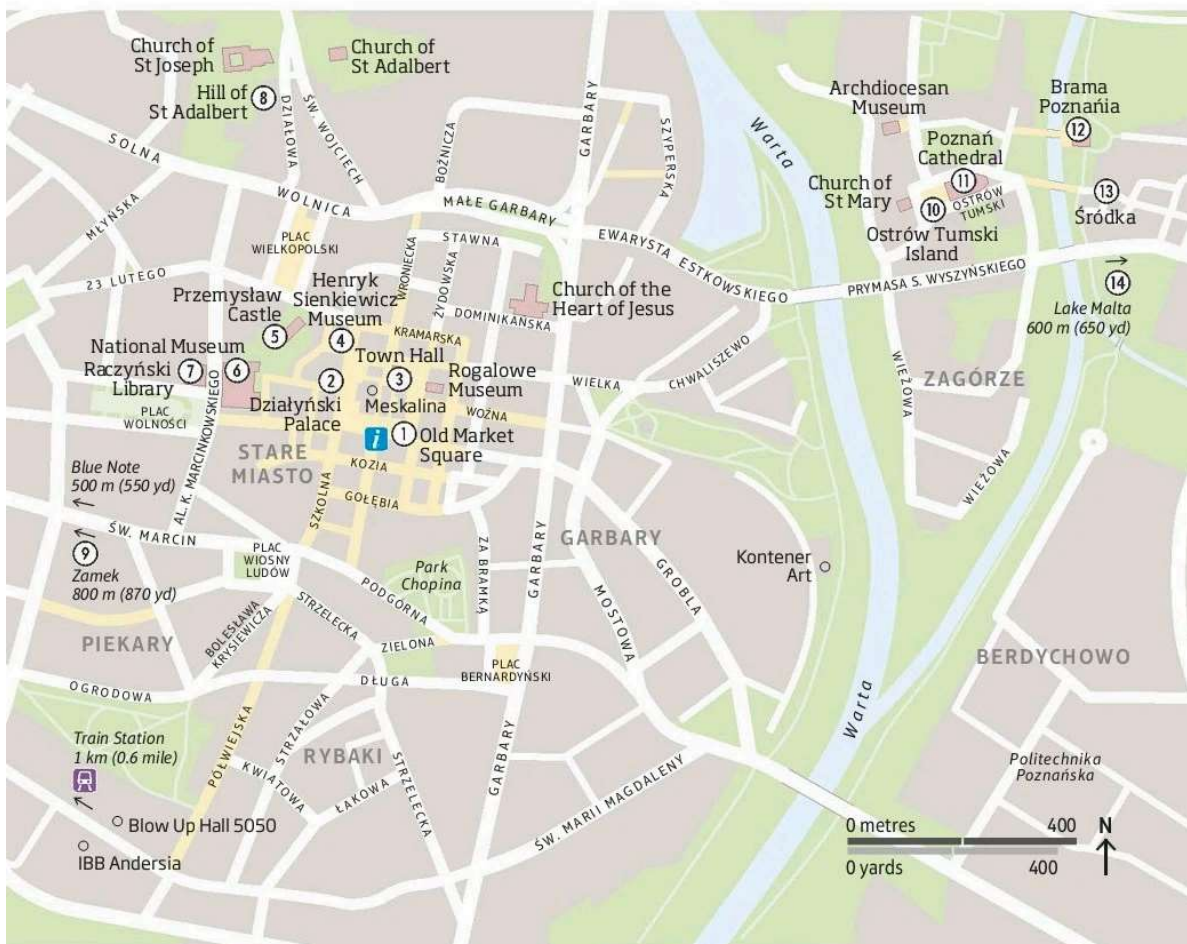 Church of
St Joseph
Church of
St Adalbert
Hill of
St Adalbert
8
DZIAŁOWA
ŚW. WOJCIECH
SOLNA
WOLNICA
BOŻNICZA
GARBARY
SZYPERSKA
MAŁE GARBARY
EWARYSTA ESTKOWSKIEGO
Warta
Archdiocesan
Museum
Brama
Poznańia
12
Poznań
Cathedral
11
Church of
St Mary
10
OSTRÓW
TUMSKI
Ostrów Tumski
Island
13
Śródka
PRYMASA S. WYSZYŃSKIEGO
14
Lake Malta
600 m (650 yd)
MŁYŃSKA
PLAC
WIELKOPOLSKI
23 LUTEGO
WRONIECKA
STAWNA
ŻYDOWSKA
DOMINIKAŃSKA
Church of the
Heart of Jesus
Henryk
Sienkiewicz
Museum
4
Przemysław
Castle
5
KRAMARSKA
National Museum
6
Raczyński
Library
7
Town Hall
3
2
Działyński
Palace
Meskalina
Rogalowe
Museum
WIELKA
CHWALISZEWO
WOŹNA
PLAC
WOLNOŚCI
AL. K. MARCINKOWSKIEGO
i
1
Old Market
Square
STARE
MIASTO
KOZIA
GOŁĘBIA
SZKOLNA
WIEŻOWA
ZAGÓRZE
WIEŻOWA
Blue Note
500 m (550 yd)
ŚW. MARCIN
9
Zamek
800 m (870 yd)
PLAC
WIOSNY
LUDÓW
Park
Chopina
PODGÓRNA
ZA BRAMKĄ
GARBARY
GARBARY
MOSTOWA
GROBLA
Kontener
Art
PIEKARY
BOLESŁAWA
KRYSIEWICZA
STRZELECKA
ZIELONA
PLAC
BERNARDYŃSKI
BERDYCHOWO
OGRODOWA
DŁUGA
Warta
Train Station
1 km (0.6 mile)
PÓŁWIEJSKA
STRZAŁOWA
RYBAKI
KWIATOWA
ŁAKOWA
STRZELECKA
GARBARY
ŚW. MARII MAGDALENY
Politechnika
Poznańska
Blow Up Hall 5050
IBB Andersia
0 metres 400
0 yards 400
N